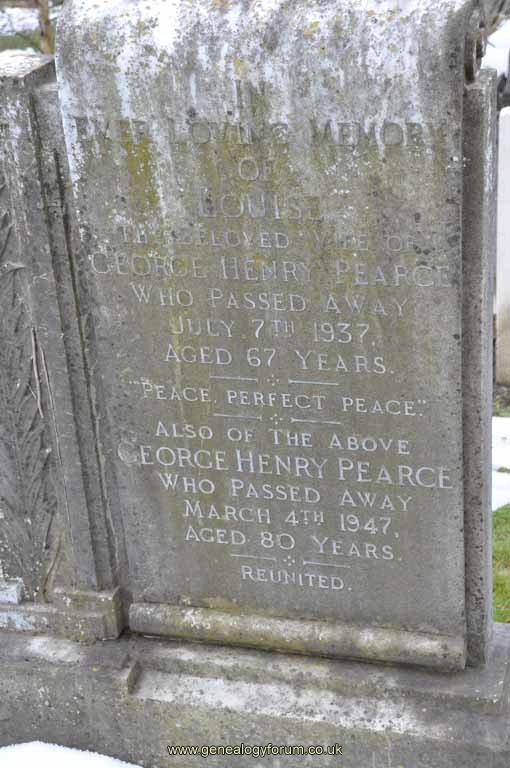 IN
EVER LOVING MEMORY
OF
LOUISE
THE BELOVED WIFE OF
GEORGE HENRY PEARCE
WHO PASSED AWAY
JULY 7TH 1937,
AGED 67 YEARS.
"PEACE, PERFECT PEACE."
ALSO OF THE ABOVE
GEORGE HENRY PEARCE
WHO PASSED AWAY
MARCH 4TH 1947,
AGED 80 YEARS.
REUNITED.
www.genealogyforum.co.uk